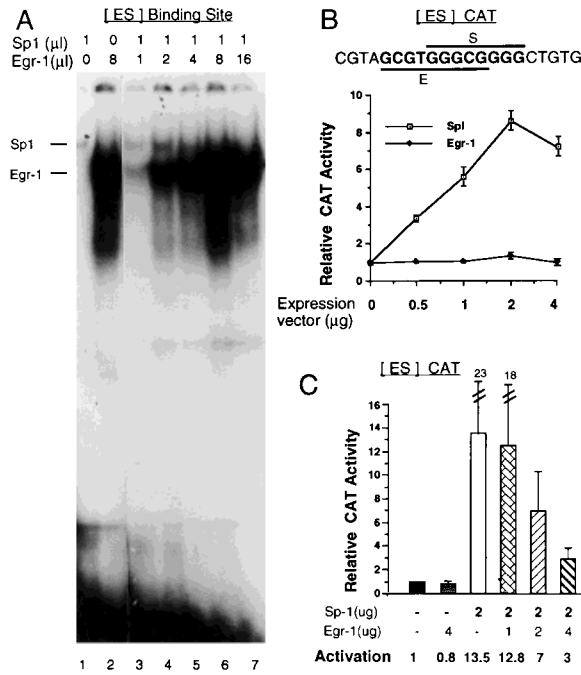 A
[ES] Binding Site
Sp1 (µl) 1 0 1 1 1 1 1
Egr-1(µl) 0 8 1 2 4 8 16
Sp1
Egr-1
1 2 3 4 5 6 7
B
[ES] CAT
S
CGTAGCGTGGGCGGGGCTGTG
E
Relative CAT Activity
10
8
6
4
2
0
Spl
Egr-1
0 0.5 1 2 4
Expression
vector (µg)
C
[ES] CAT
23 18
Relative CAT Activity
16
14
12
10
8
6
4
2
0
Sp-1(ug) - - 2 2 2 2
Egr-1(ug) - 4 - 1 2 4
Activation 1 0.8 13.5 12.8 7 3